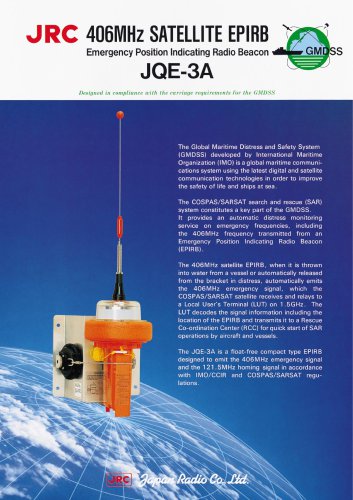 JRC 406MHz SATELLITE EPIRB
Emergency Position Indicating Radio Beacon
GMDSS
JQE-3A
Designed in compliance with the carriage requirements for the GMDSS
The Global Maritime Distress and Safety System
(GMDSS) developed by International Maritime
Organization (IMO) is a global maritime communi-
cations system using the latest digital and satellite
communication technologies in order to improve
the safety of life and ships at sea.
The COSPAS/SARSAT search and rescue (SAR)
system constitutes a key part of the GMDSS.
It provides an automatic distress monitoring
service on emergency frequencies, including
the 406MHz frequency transmitted from an
Emergency Position Indicating Radio Beacon
(EPIRB).
The 406MHz satellite EPIRB, when it is thrown
into water from a vessel or automatically released
from the bracket in distress, automatically emits
the 406MHz emergency signal, which the
COSPAS/SARSAT satellite receives and relays to
a Local User's Terminal (LUT) on 1.5GHz. The
LUT decodes the signal information including the
location of the EPIRB and transmits it to a Rescue
Co-ordination Center (RCC) for quick start of SAR
operations by aircraft and vessels.
The JQE-3A is a float-free compact type EPIRB
designed to emit the 406MHz emergency signal
and the 121.5MHz homing signal in accordance
with IMO/CCIR and COSPAS/SARSAT regu-
lations.
JRC Japan Radio Co., Ltd.